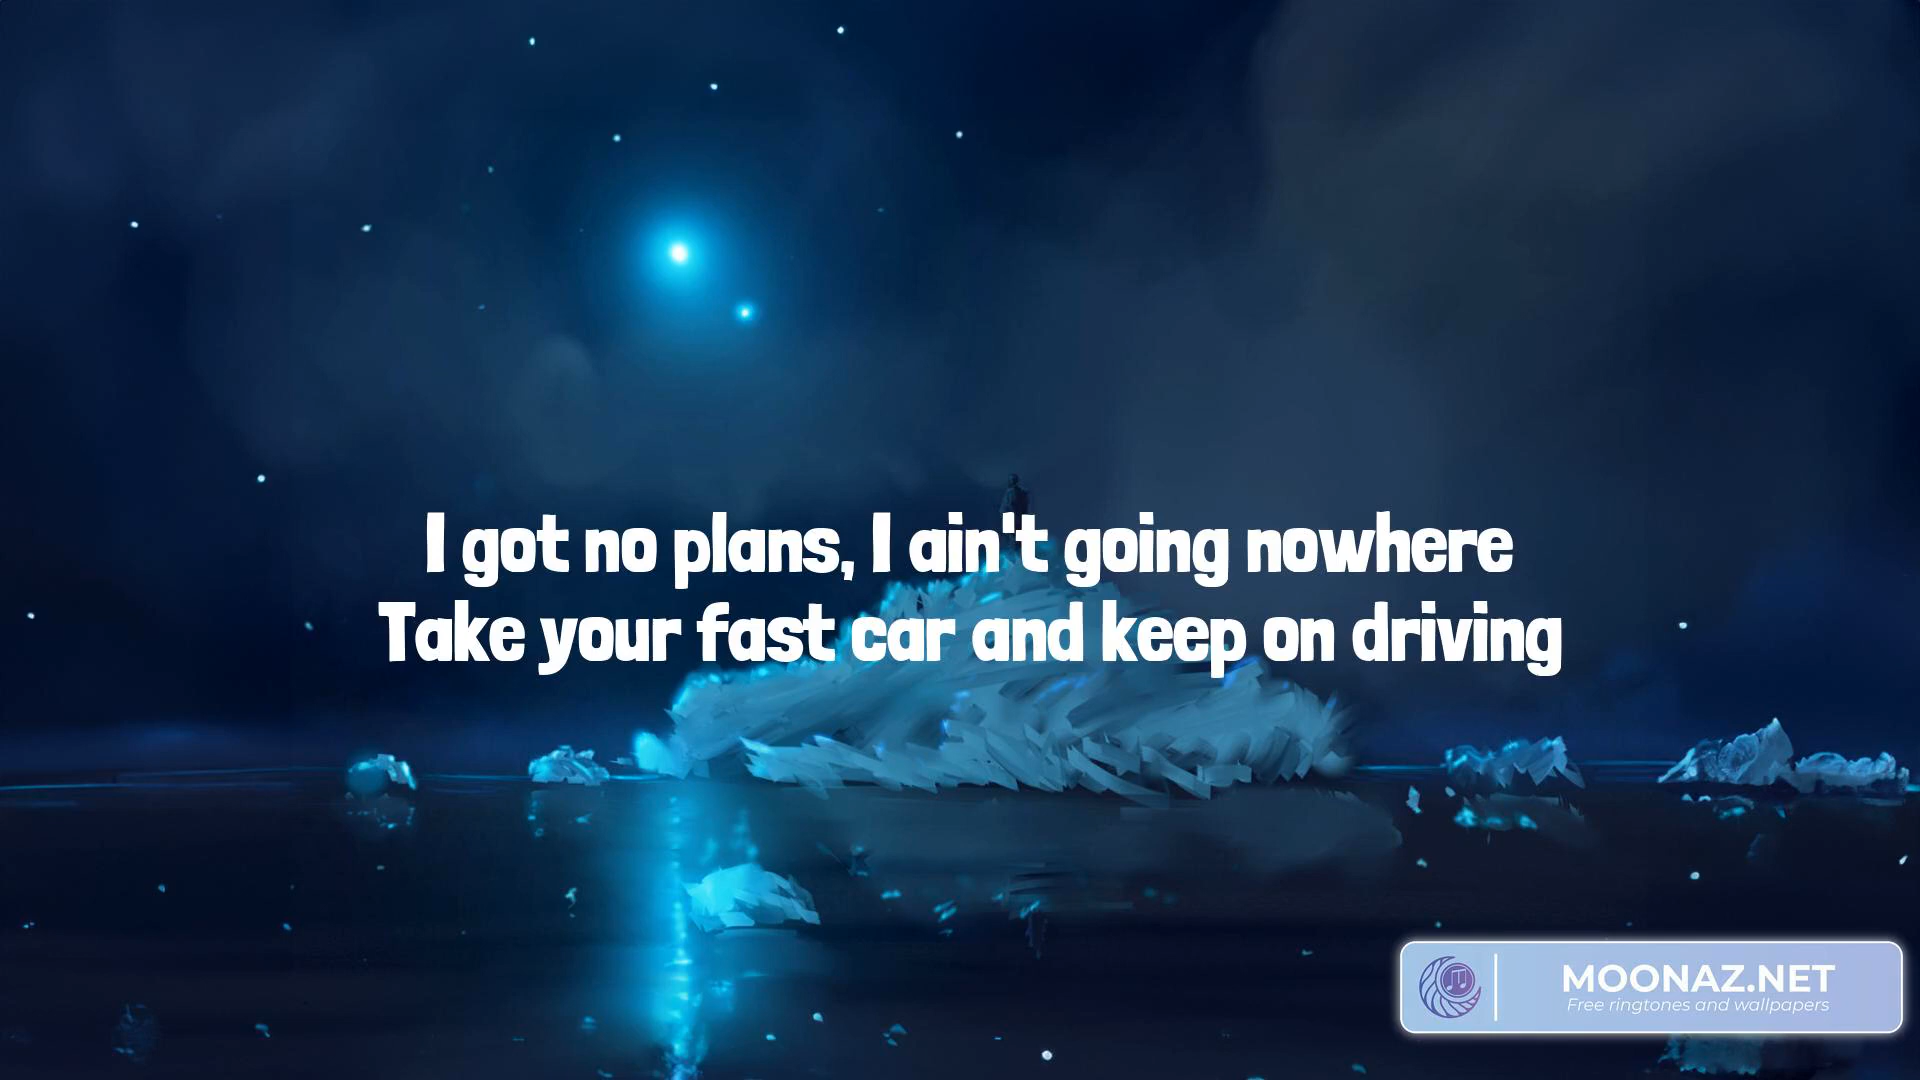 I got no plans, I ain't going nowhere
Take your fast car and keep on driving
MOONAZ.NET
Free ringtones and wallpapers